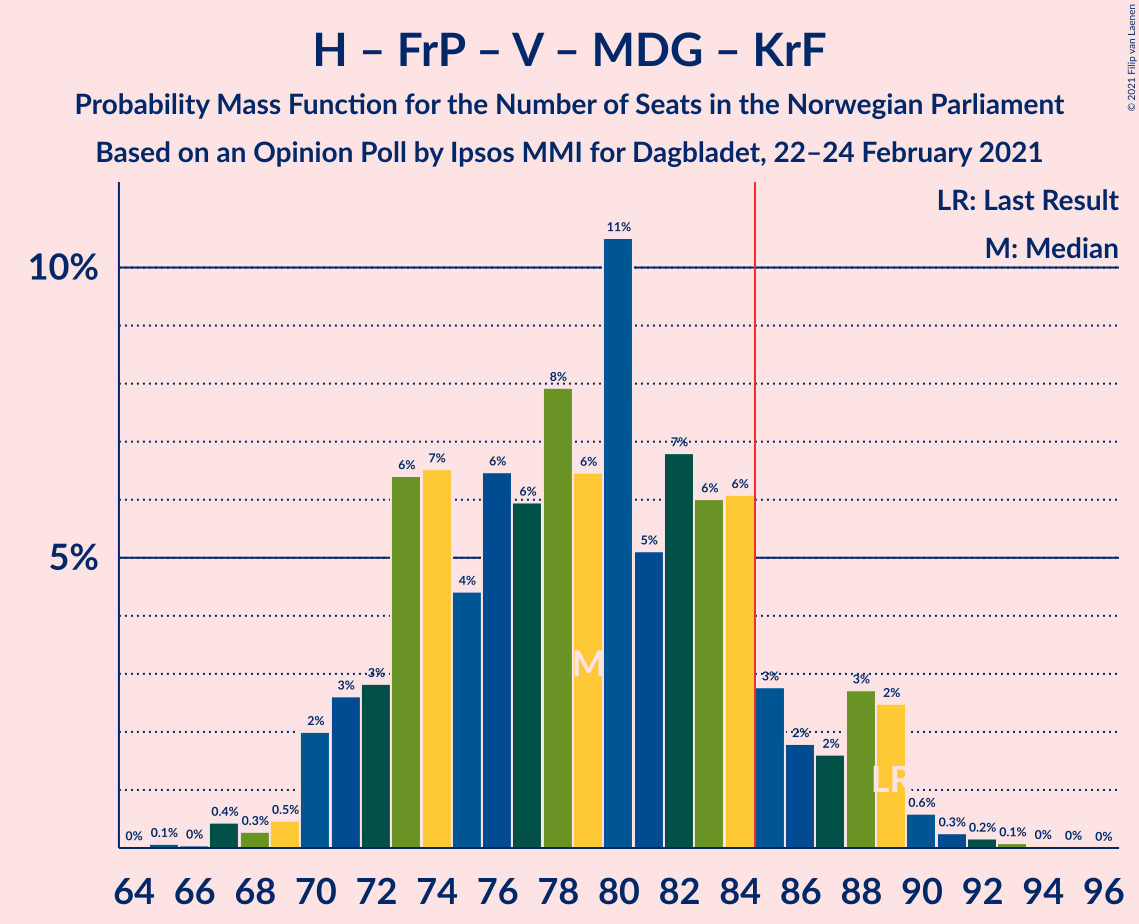 H – FrP – V – MDG – KrF
Probability Mass Function for the Number of Seats in the Norwegian Parliament
Based on an Opinion Poll by Ipsos MMI for Dagbladet, 22–24 February 2021
© 2021 Filip van Laenen
LR: Last Result
M: Median
10%
5%
0% 0.1% 0% 0.4% 0.3% 0.5% 2% 3% 3% 6% 7% 4% 6% 6% 8% 6% 11% 5% 7% 6% 6% 3% 2% 2% 3% 2% 0.6% 0.3% 0.2% 0.1% 0% 0% 0%
M
LR
64 66 68 70 72 74 76 78 80 82 84 86 88 90 92 94 96